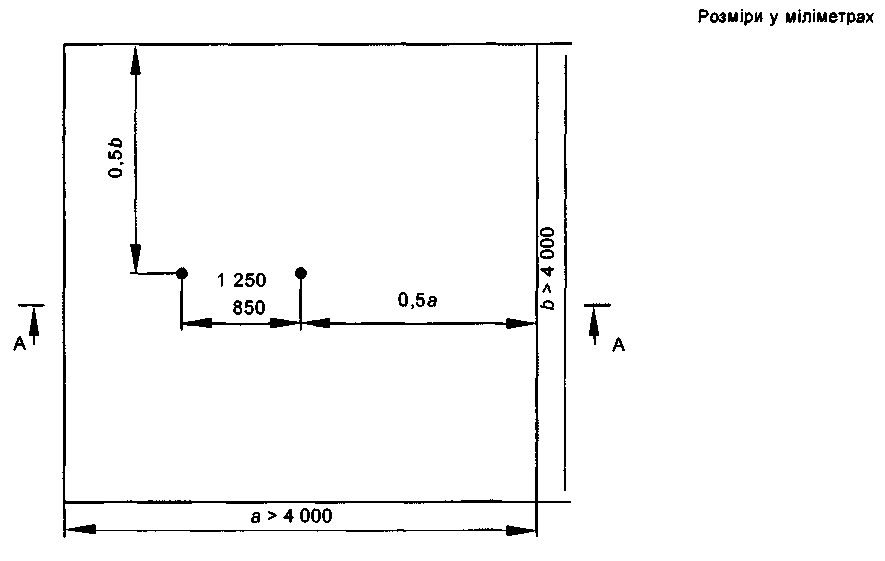 Розміри у міліметрах
0,5b
1 250
850
0,5a
b > 4 000
A
A
a > 4 000